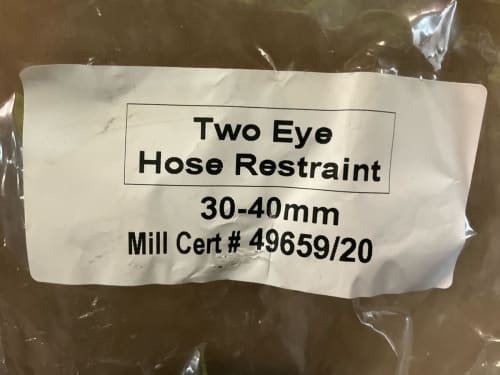 Two Eye
Hose Restraint
30-40mm
Mill Cert # 49659/20